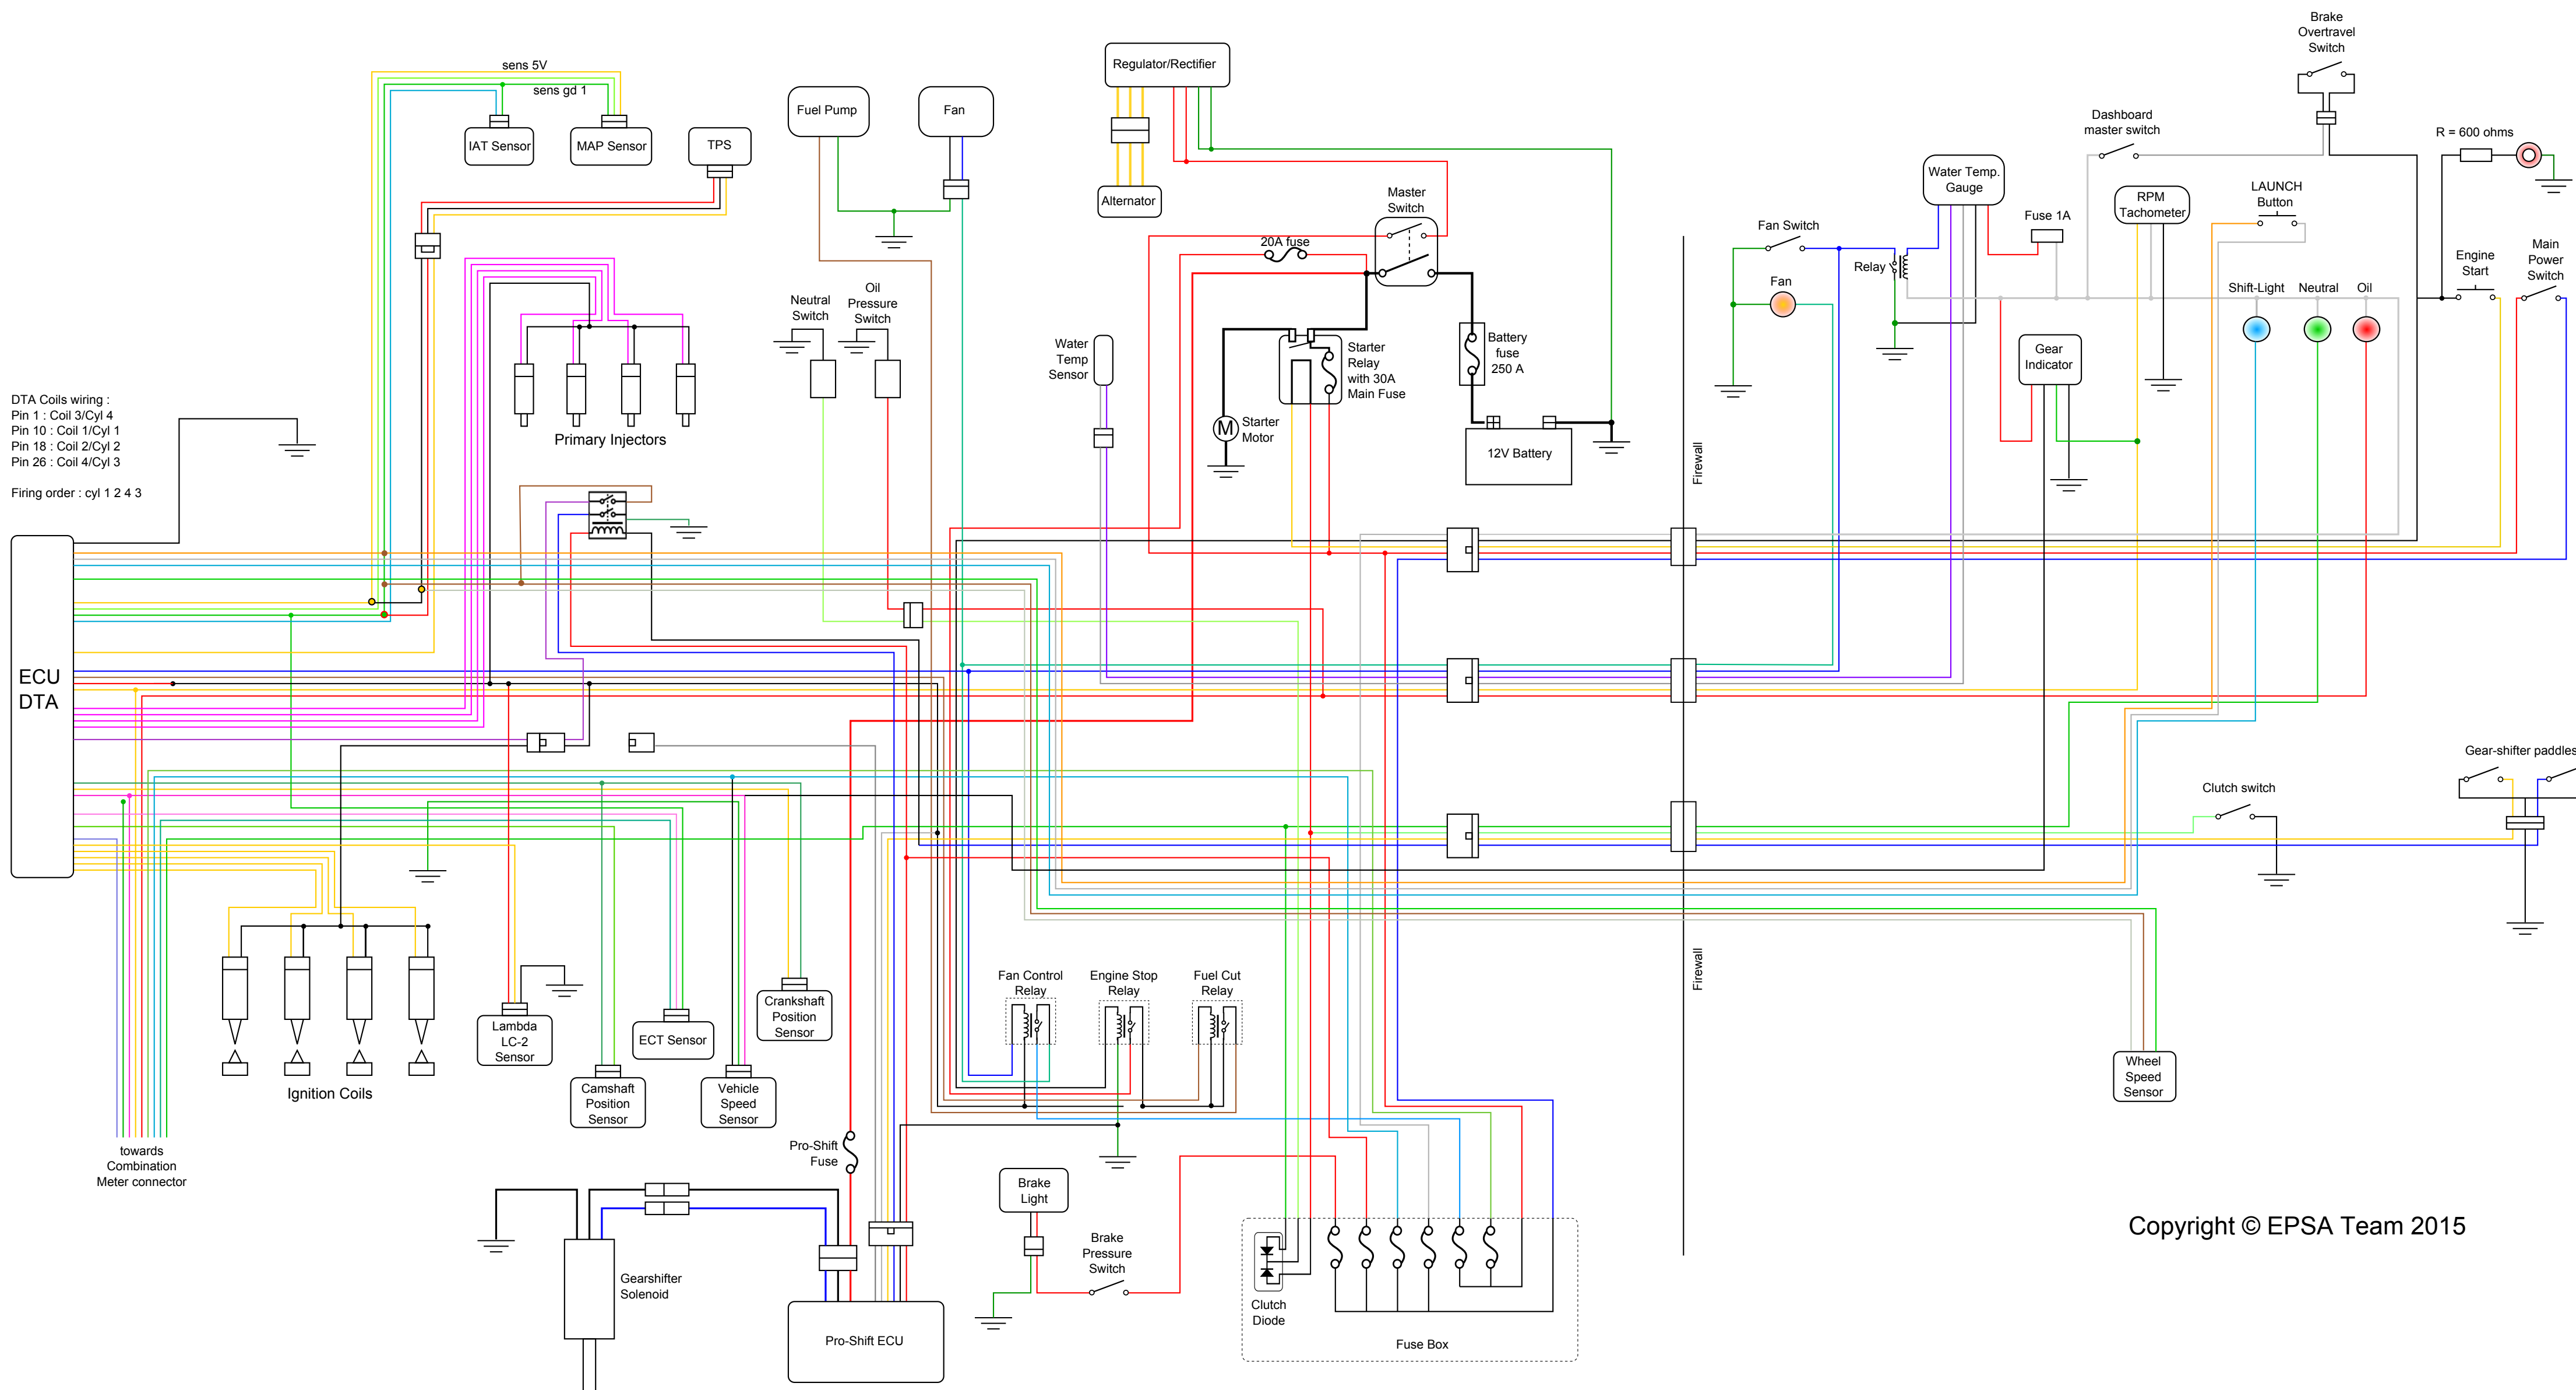 Brake
Overtravel
Switch
sens 5V
sens gd 1
Regulator/Rectifier
Fuel Pump
Fan
IAT Sensor
MAP Sensor
TPS
Dashboard
master switch
R = 600 ohms
Alternator
Master
Switch
Water Temp.
Gauge
RPM
Tachometer
LAUNCH
Button
Fuse 1A
Fan Switch
20A fuse
Engine
Start
Main
Power
Switch
Relay
Fan
Shift-Light
Neutral
Oil
Neutral
Switch
Oil
Pressure
Switch
Water
Temp
Sensor
Starter
Relay
with 30A
Main Fuse
Battery
fuse
250 A
Gear
Indicator
M
Starter
Motor
12V Battery
Primary Injectors
DTA Coils wiring :
Pin 1 : Coil 3/Cyl 4
Pin 10 : Coil 1/Cyl 1
Pin 18 : Coil 2/Cyl 2
Pin 26 : Coil 4/Cyl 3
Firing order : cyl 1 2 4 3
Firewall
ECU
DTA
Gear-shifter paddles
Clutch switch
Firewall
Fan Control
Relay
Engine Stop
Relay
Fuel Cut
Relay
Crankshaft
Position
Sensor
Lambda
LC-2
Sensor
ECT Sensor
Ignition Coils
Camshaft
Position
Sensor
Vehicle
Speed
Sensor
Wheel
Speed
Sensor
towards
Combination
Meter connector
Pro-Shift
Fuse
Brake
Light
Brake
Pressure
Switch
Gearshifter
Solenoid
Pro-Shift ECU
Clutch
Diode
Fuse Box
Copyright © EPSA Team 2015